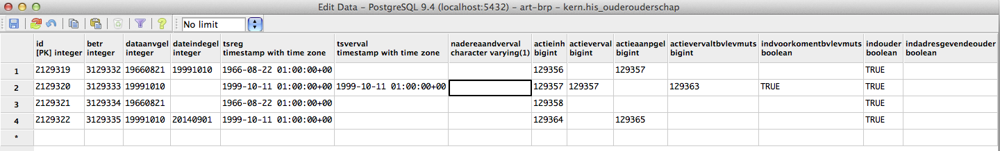 Edit Data – PostgreSQL 9.4 (localhost:5432) – art-brp – kern.his_ouderouderschap
No limit
id betr dataanvgel dateindegel tsreg tsverval nadereaandverval actieinh actieverval actieaanpgel actievervaltbvlevmuts indvoorkomentbvlevmuts indouder indadresgevendeouder
[PK] integer integer integer integer timestamp with time zone timestamp with time zone character varying(1) bigint bigint bigint bigint boolean boolean boolean
1 2129319 3129332 19660821 19991010 1966-08-22 01:00:00+00 129356 129357 TRUE
2 2129320 3129333 19991010 1999-10-11 01:00:00+00 1999-10-11 01:00:00+00 129357 129357 129363 TRUE TRUE
3 2129321 3129334 19660821 1966-08-22 01:00:00+00 129358 TRUE
4 2129322 3129335 19991010 20140901 1999-10-11 01:00:00+00 129364 129365 TRUE
*